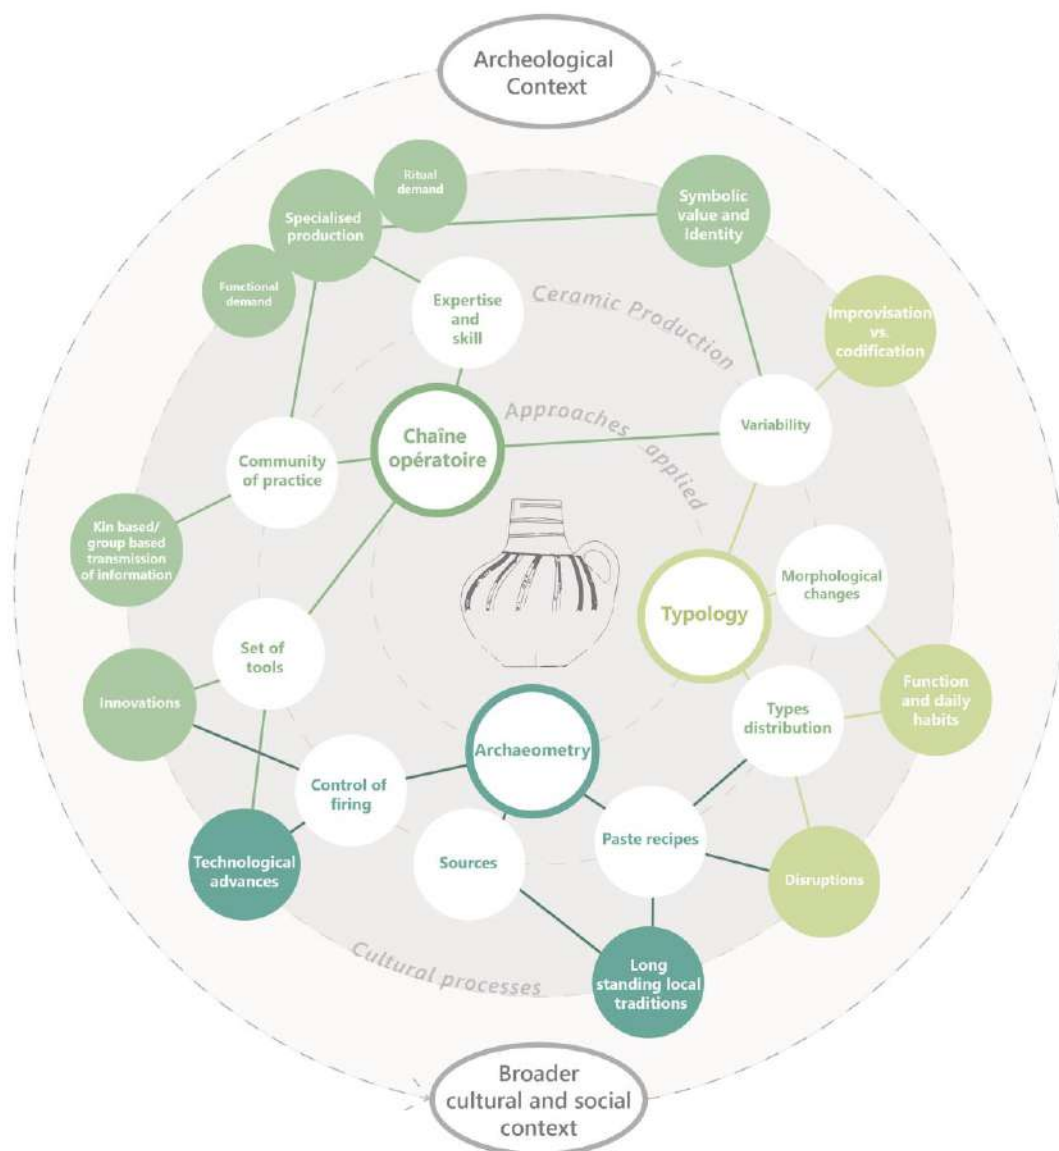 Archeological
Context
Ritual
demand
Specialised
production
Symbolic
value and
Identity
Functional
demand
Expertise
and
skill
Ceramic Production
Improvisation
vs.
codification
Approaches applied
Chaîne
opératoire
Variability
Community
of practice
Kin based/
group based
transmission
of information
Morphological
changes
Typology
Set of
tools
Function
and daily
habits
Innovations
Types
distribution
Archaeometry
Control of
firing
Paste recipes
Sources
Technological
advances
Disruptions
Cultural processes
Long
standing local
traditions
Broader
cultural and social
context